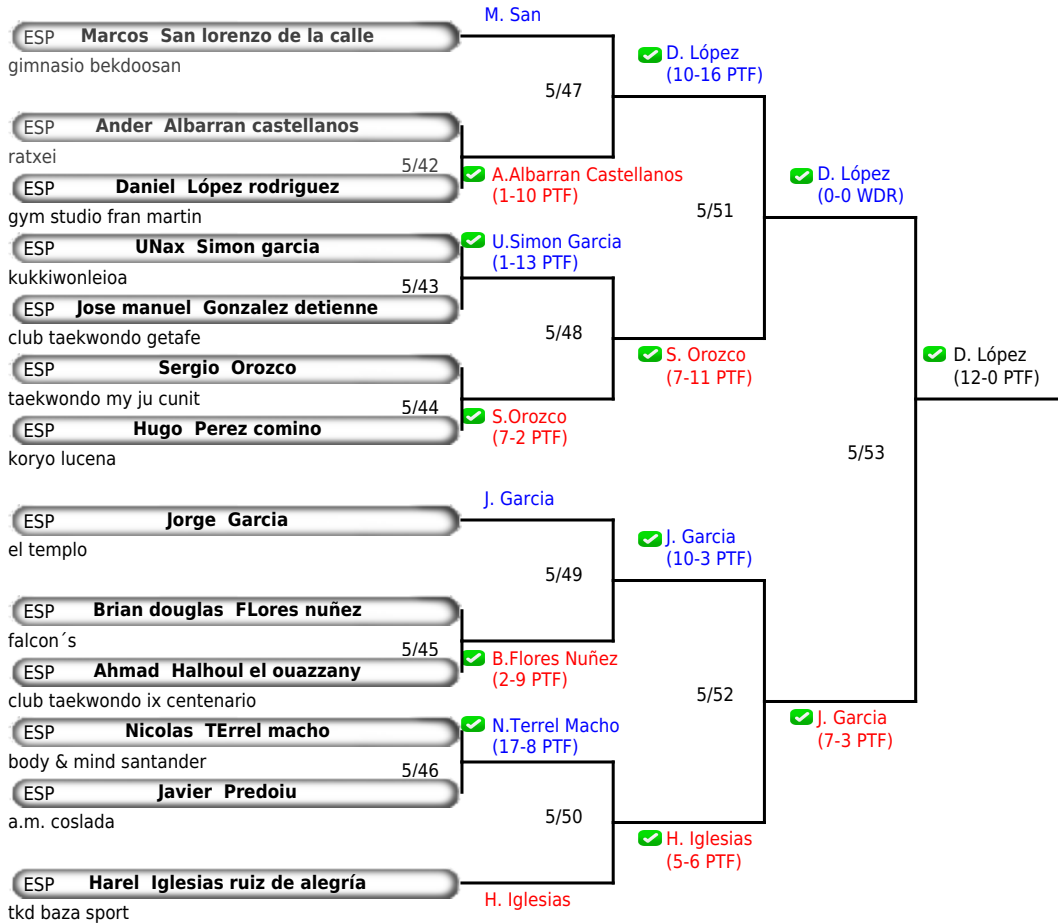 M. San
ESP Marcos San lorenzo de la calle
gimnasio bekdoosan
D. López
(10-16 PTF)
5/47
ESP Ander Albarran castellanos
ratxei
5/42
A.Albarran Castellanos
(1-10 PTF)
D. López
(0-0 WDR)
ESP Daniel López rodriguez
gym studio fran martin
5/51
ESP UNax Simon garcia
kukkiwonleioa
U.Simon Garcia
(1-13 PTF)
5/43
ESP Jose manuel Gonzalez detienne
club taekwondo getafe
5/48
ESP Sergio Orozco
taekwondo my ju cunit
S. Orozco
(7-11 PTF)
D. López
(12-0 PTF)
5/44
S.Orozco
(7-2 PTF)
ESP Hugo Perez comino
koryo lucena
5/53
J. Garcia
ESP Jorge Garcia
el templo
J. Garcia
(10-3 PTF)
5/49
ESP Brian douglas FLores nuñez
falcon´s
5/45
B.Flores Nuñez
(2-9 PTF)
ESP Ahmad Halhoul el ouazzany
club taekwondo ix centenario
5/52
ESP Nicolas TErrel macho
body & mind santander
N.Terrel Macho
(17-8 PTF)
J. Garcia
(7-3 PTF)
5/46
ESP Javier Predoiu
a.m. coslada
5/50
H. Iglesias
(5-6 PTF)
ESP Harel Iglesias ruiz de alegría
tkd baza sport
H. Iglesias